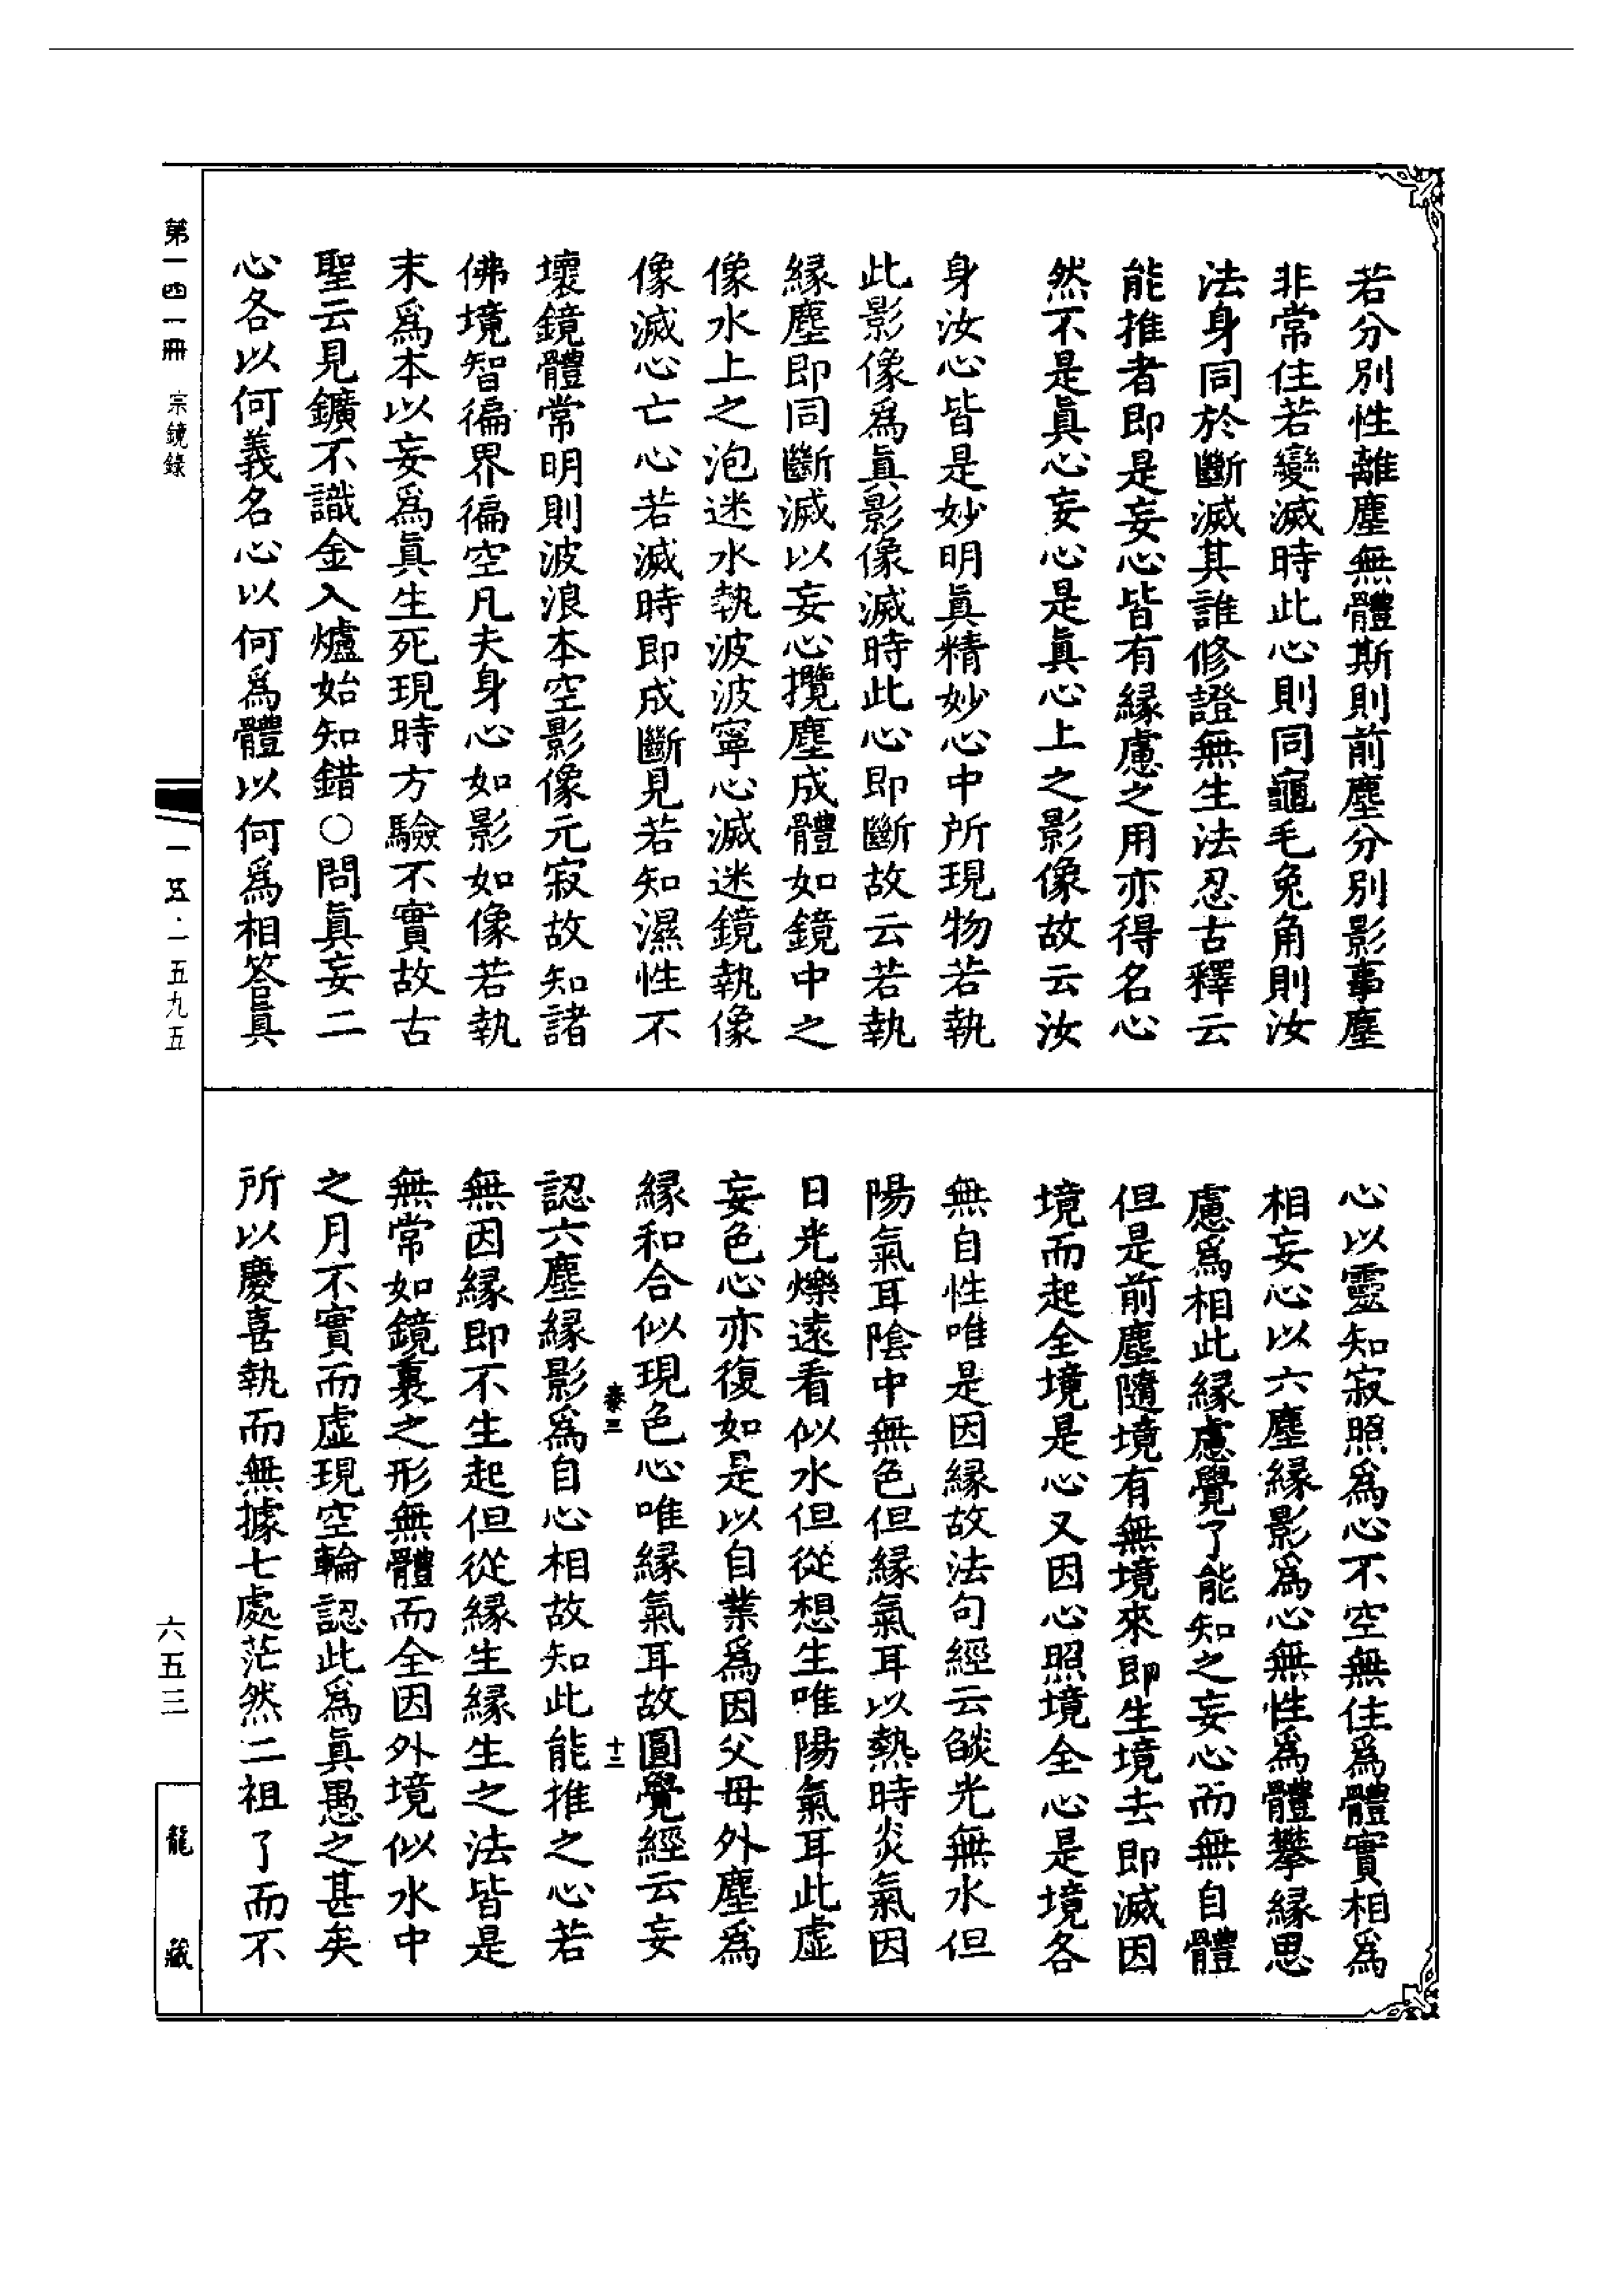 若分別性離塵無體斯則前塵分別影事塵
非常住若變滅時此心則同龜毛兔角則汝
法身同於斷滅其誰修證無生法忍古釋云
能推者即是妄心皆有緣慮之用亦得名心
然不是眞心妄心是眞心上之影像故云汝
身汝心皆是妙明眞精妙心中所現物若執
此影像爲眞影像滅時此心即斷故云若執
緣塵即同斷滅以妄心攬塵成體如鏡中之
像水上之泡迷水執波波寧心滅迷鏡執像
像滅心亡心若滅時即成斷見若知濕性不
壞鏡體常明則波浪本空影像元寂故知諸
佛境智徧界徧空凡夫身心如影如像若執
末爲本以妄爲眞生死現時方驗不實故古
聖云見鑛不識金入爐始知錯○問眞妄二
心各以何義名心以何爲體以何爲相答眞
心以靈知寂照爲心不空無住爲體實相爲
相妄心以六塵緣影爲心無性爲體攀緣思
慮爲相此緣慮覺了能知之妄心而無自體
但是前塵隨境有無境來即生境去即滅因
境而起全境是心又因心照境全心是境各
無自性唯是因緣故法句經云燄光無水但
陽氣耳陰中無色但緣氣耳以熱時炎氣因
日光爍遠看似水但從想生唯陽氣耳此虛
妄色心亦復如是以自業爲因父母外塵爲
緣和合似現色心唯緣氣耳故圓覺經云妄
卷三 十二
認六塵緣影爲自心相故知此能推之心若
無因緣即不生起但從緣生緣生之法皆是
無常如鏡裏之形無體而全因外境似水中
之月不實而虛現空輪認此爲眞愚之甚矣
所以慶喜執而無據七處茫然二祖了而不
第一四一冊 宗鏡錄
一五·一五九五
六五三
龍藏